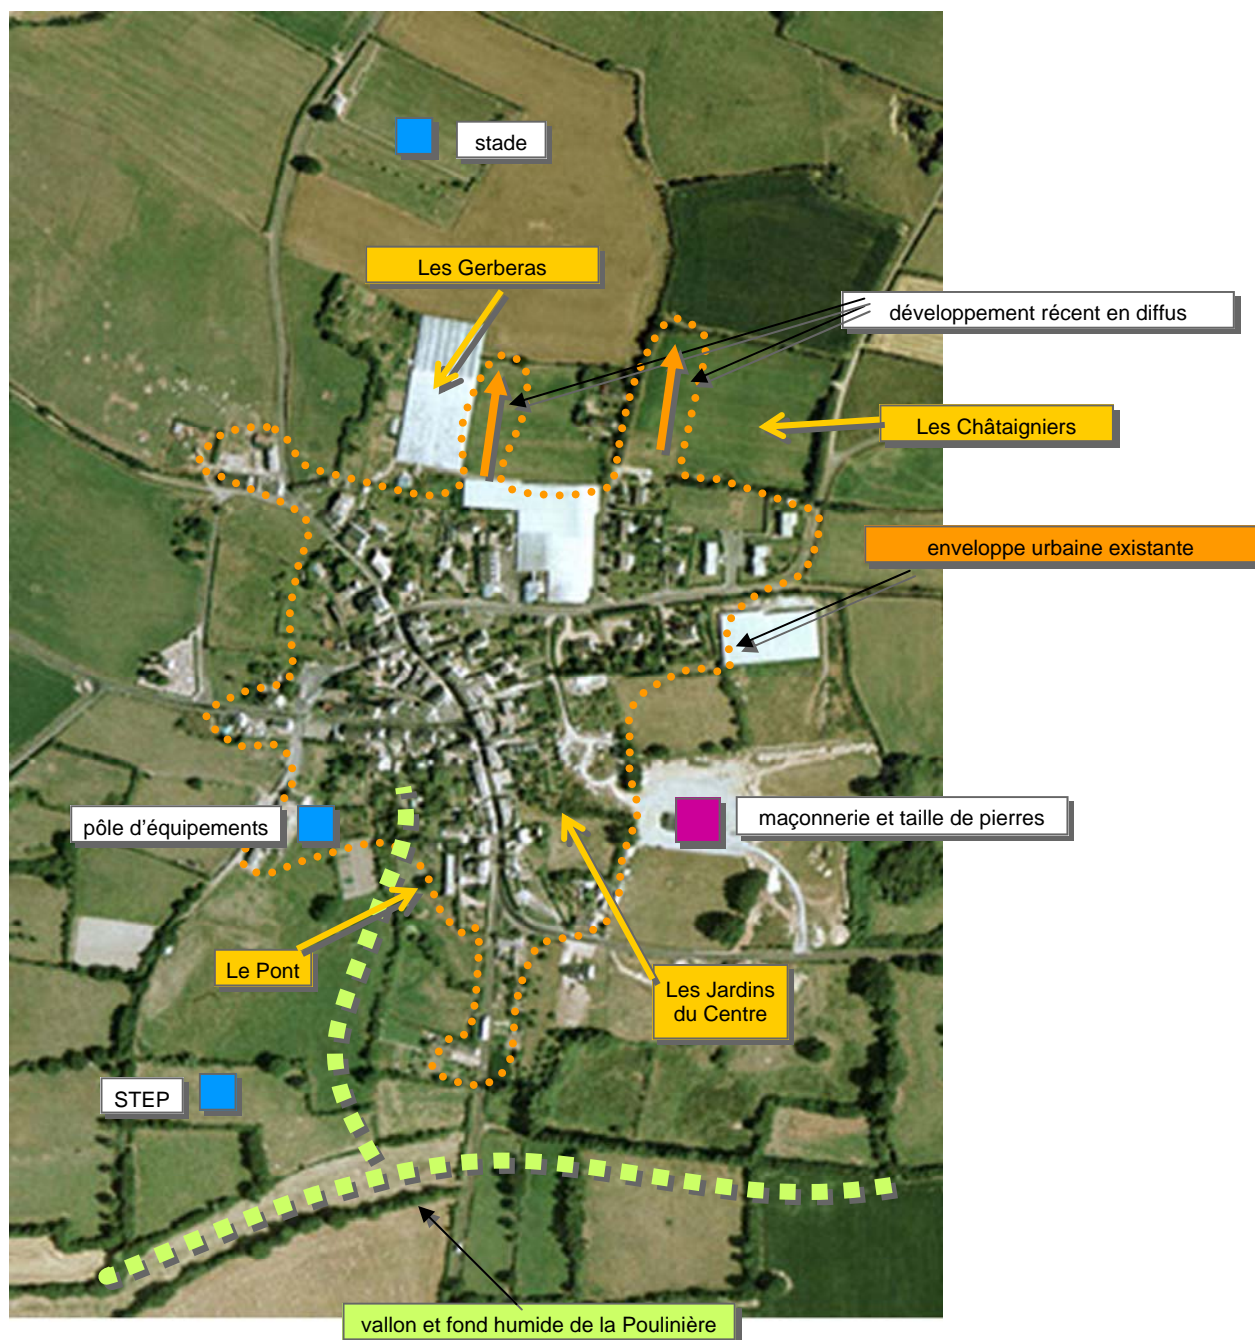 stade
Les Gerberas
développement récent en diffus
Les Châtaigniers
enveloppe urbaine existante
pôle d'équipements
maçonnerie et taille de pierres
Le Pont
Les Jardins
du Centre
STEP
vallon et fond humide de la Poulinière